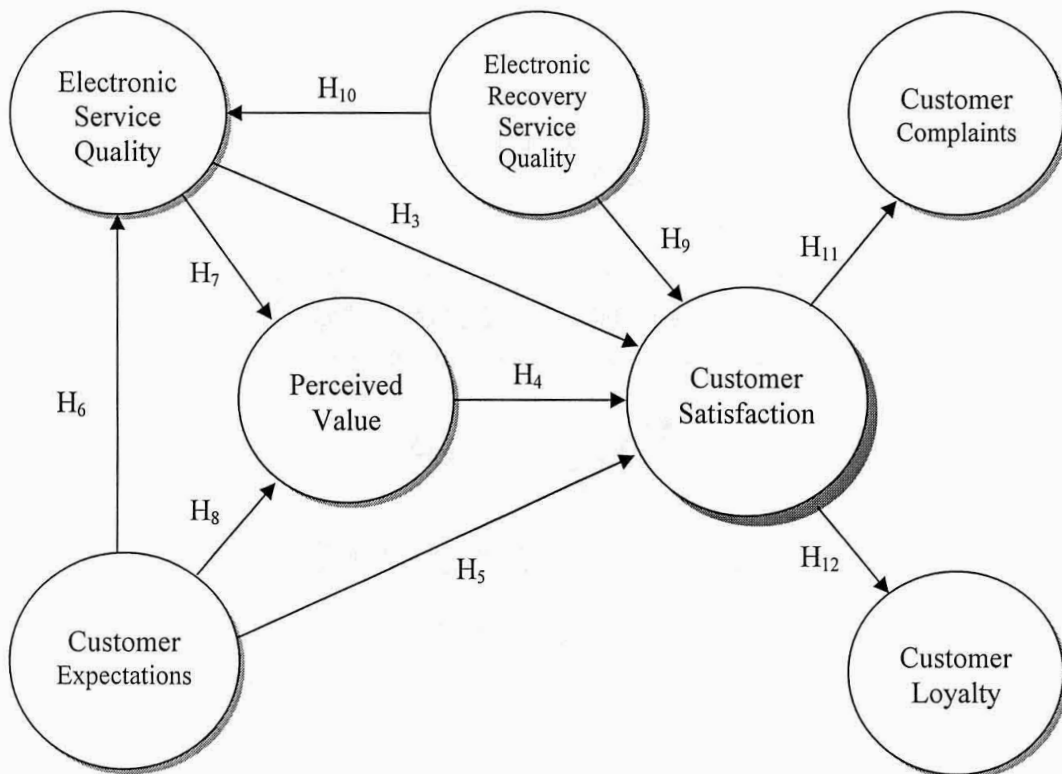 Electronic
Service
Quality
H₁₀
Electronic
Recovery
Service
Quality
Customer
Complaints
H₃
H₉
H₁₁
H₇
Perceived
Value
H₄
Customer
Satisfaction
H₆
H₈
H₅
H₁₂
Customer
Expectations
Customer
Loyalty